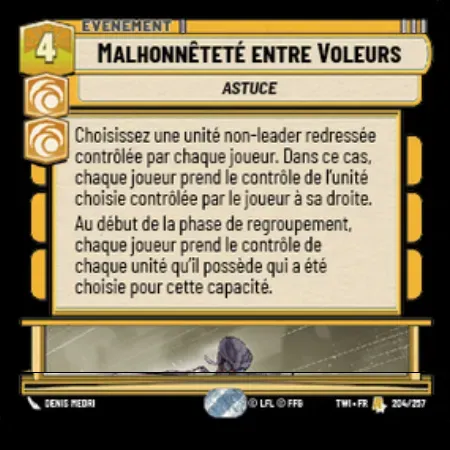 ÉVÉNEMENT
4
MALHONNÊTETÉ ENTRE VOLEURS
ASTUCE
Choisissez une unité non-leader redressée
contrôlée par chaque joueur. Dans ce cas,
chaque joueur prend le contrôle de l'unité
choisie contrôlée par le joueur à sa droite.
Au début de la phase de regroupement,
chaque joueur prend le contrôle de
chaque unité qu'il possède qui a été
choisie pour cette capacité.
DENIS MEDRI
© LFL © FFG
TWI • FR
204/257